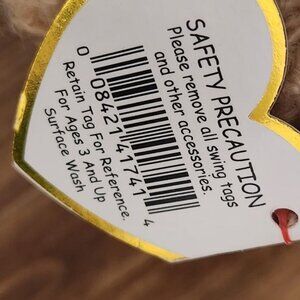 SAFETY PRECAUTION
Please remove all swing tags
and other accessories.
0 08421 41741 4
Retain Tag For Reference.
For Ages 3 And Up
Surface Wash